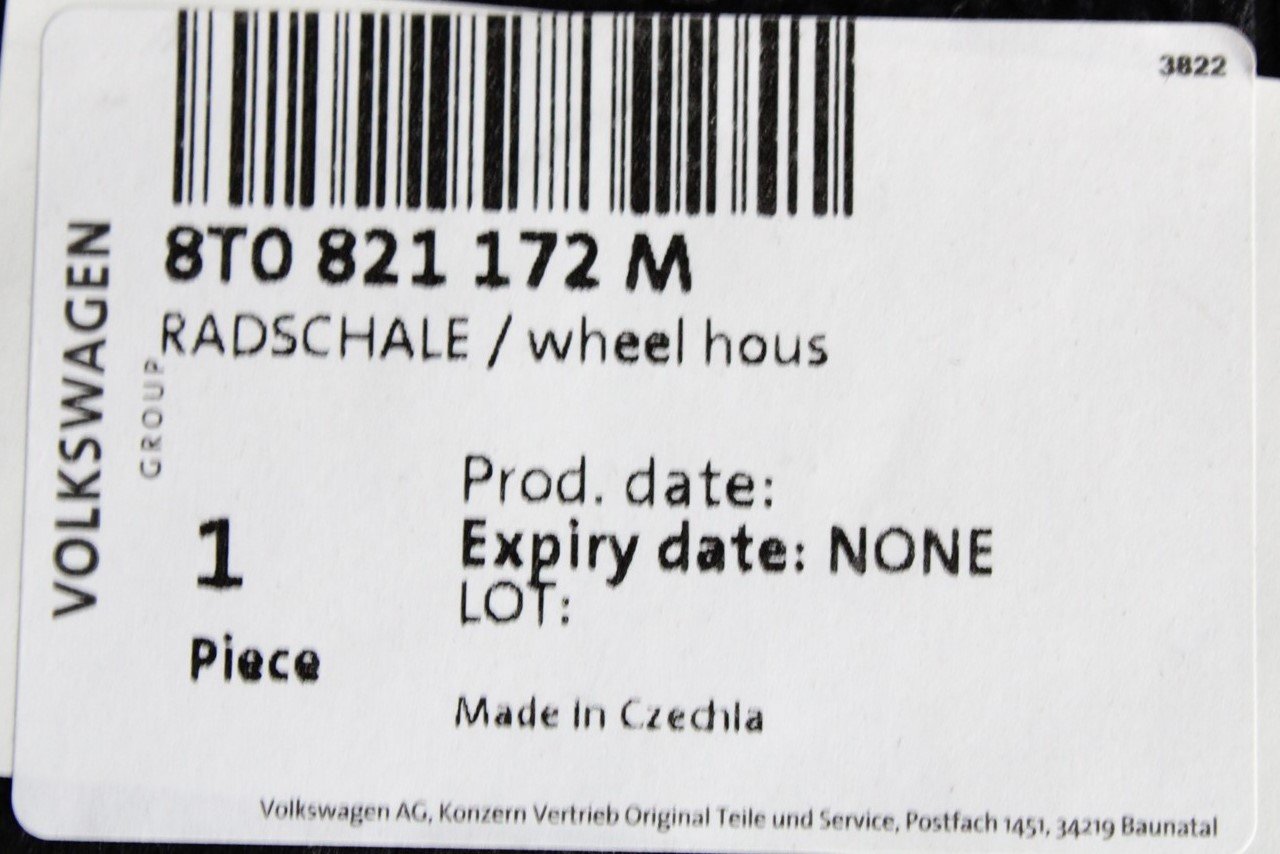 3822
8T0 821 172 M
RADSCHALE / wheel hous
VOLKSWAGEN
GROUP
Prod. date:
Expiry date: NONE
LOT:
1
Piece
Made in Czechia
Volkswagen AG, Konzern Vertrieb Original Teile und Service, Postfach 1451, 34219 Baunatal